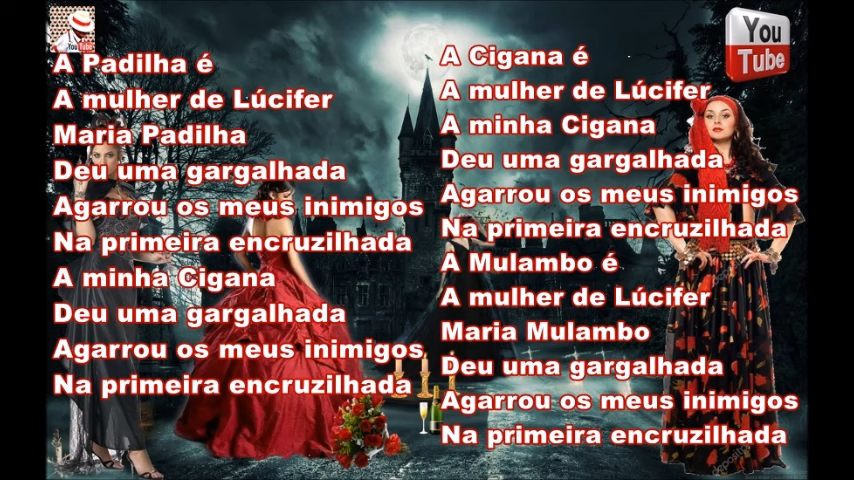 You
Tube
You Tube
A Padilha é
A mulher de Lúcifer
Maria Padilha
Deu uma gargalhada
Agarrou os meus inimigos
Na primeira encruzilhada
A minha Cigana
Deu uma gargalhada
Agarrou os meus inimigos
Na primeira encruzilhada
A Cigana é
A mulher de Lúcifer
A minha Cigana
Deu uma gargalhada
Agarrou os meus inimigos
Na primeira encruzilhada
A Mulambo é
A mulher de Lúcifer
Maria Mulambo
Deu uma gargalhada
Agarrou os meus inimigos
Na primeira encruzilhada